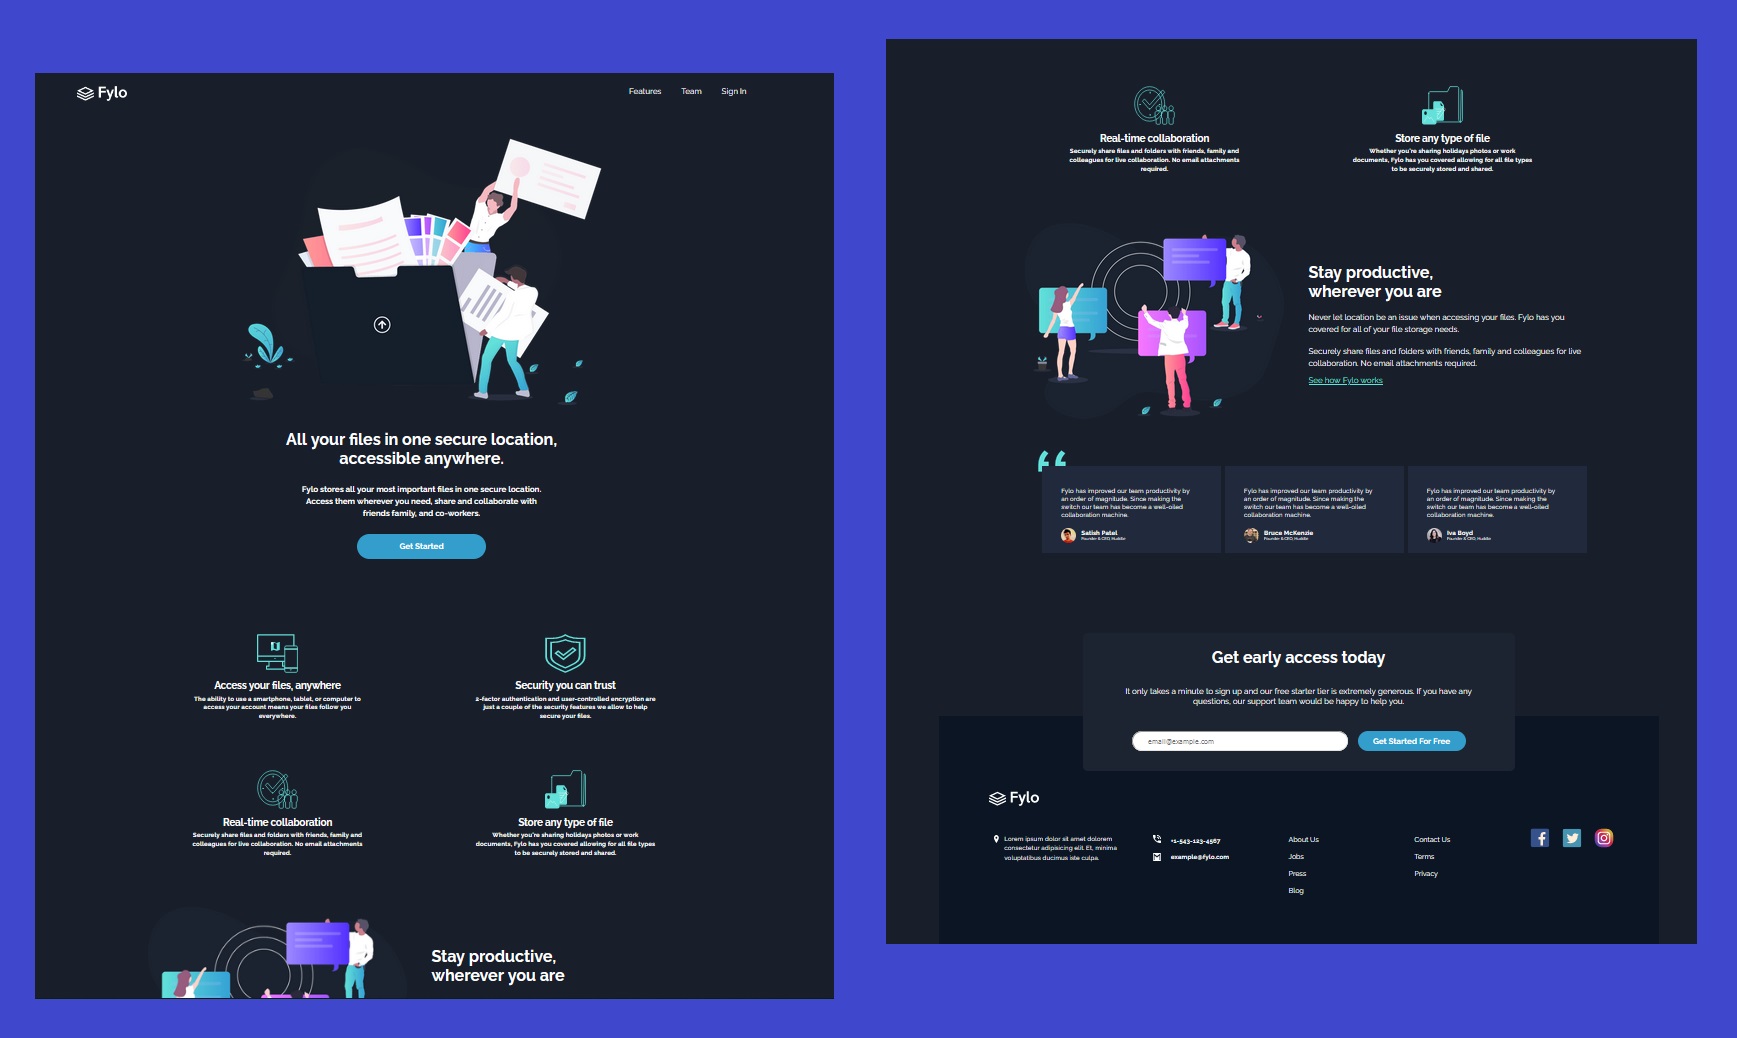 Fylo
Features Team Sign In
All your files in one secure location,
accessible anywhere.
Fylo stores all your most important files in one secure location.
Access them wherever you need, share and collaborate with
friends family, and co-workers.
Get Started
Access your files, anywhere
The ability to use a smartphone, tablet, or computer to
access your account means your files follow you
everywhere.
Security you can trust
2-factor authentication and user-controlled encryption are
just a couple of the security features we allow to help
secure your files.
Real-time collaboration
Securely share files and folders with friends, family and
colleagues for live collaboration. No email attachments
required.
Store any type of file
Whether you're sharing holidays photos or work
documents, Fylo has you covered allowing for all file types
to be securely stored and shared.
Stay productive,
wherever you are
Real-time collaboration
Securely share files and folders with friends, family and
colleagues for live collaboration. No email attachments
required.
Store any type of file
Whether you're sharing holidays photos or work
documents, Fylo has you covered allowing for all file types
to be securely stored and shared.
Stay productive,
wherever you are
Never let location be an issue when accessing your files. Fylo has you
covered for all of your file storage needs.
Securely share files and folders with friends, family and colleagues for live
collaboration. No email attachments required.
See how Fylo works
Fylo has improved our team productivity by
an order of magnitude. Since making the
switch our team has become a well-oiled
collaboration machine.
Satish Patel
Founder & CEO, Huddle
Fylo has improved our team productivity by
an order of magnitude. Since making the
switch our team has become a well-oiled
collaboration machine.
Bruce McKenzie
Founder & CEO, Huddle
Fylo has improved our team productivity by
an order of magnitude. Since making the
switch our team has become a well-oiled
collaboration machine.
Iva Boyd
Founder & CEO, Huddle
Get early access today
It only takes a minute to sign up and our free starter tier is extremely generous. If you have any
questions, our support team would be happy to help you.
email@example.com
Get Started For Free
Fylo
Lorem ipsum dolor sit amet dolorem
consectetur adipisicing elit. Et, minima
voluptatibus ducimus iste culpa.
+1-543-123-4567
example@fylo.com
About Us
Jobs
Press
Blog
Contact Us
Terms
Privacy